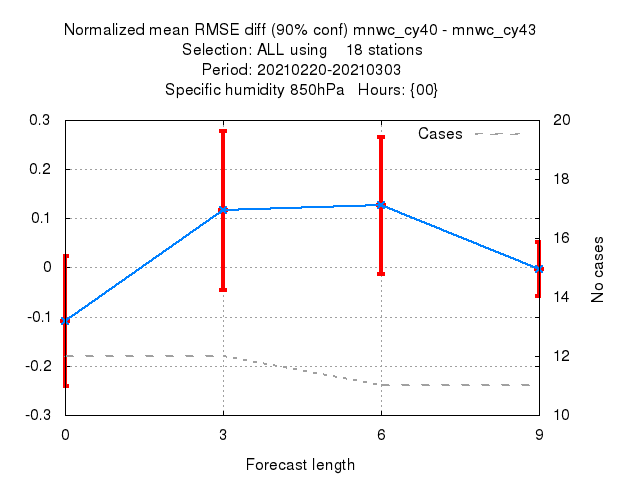 Normalized mean RMSE diff (90% conf) mnwc_cy40 - mnwc_cy43
Selection: ALL using    18 stations
Period: 20210220-20210303
Specific humidity 850hPa   Hours: {00}
Cases
0.3
0.2
0.1
0
-0.1
-0.2
-0.3
20
18
16
14
12
10
No cases
0
3
6
9
Forecast length